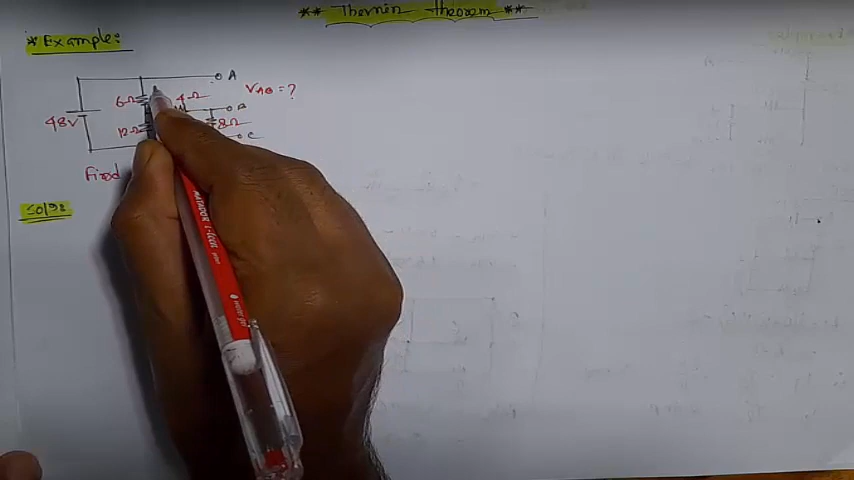 ** Thevnin theorem **
* Example:
A
6Ω 4Ω VAB = ?
B
48V 12Ω 8Ω
C
Find
Sol^n: